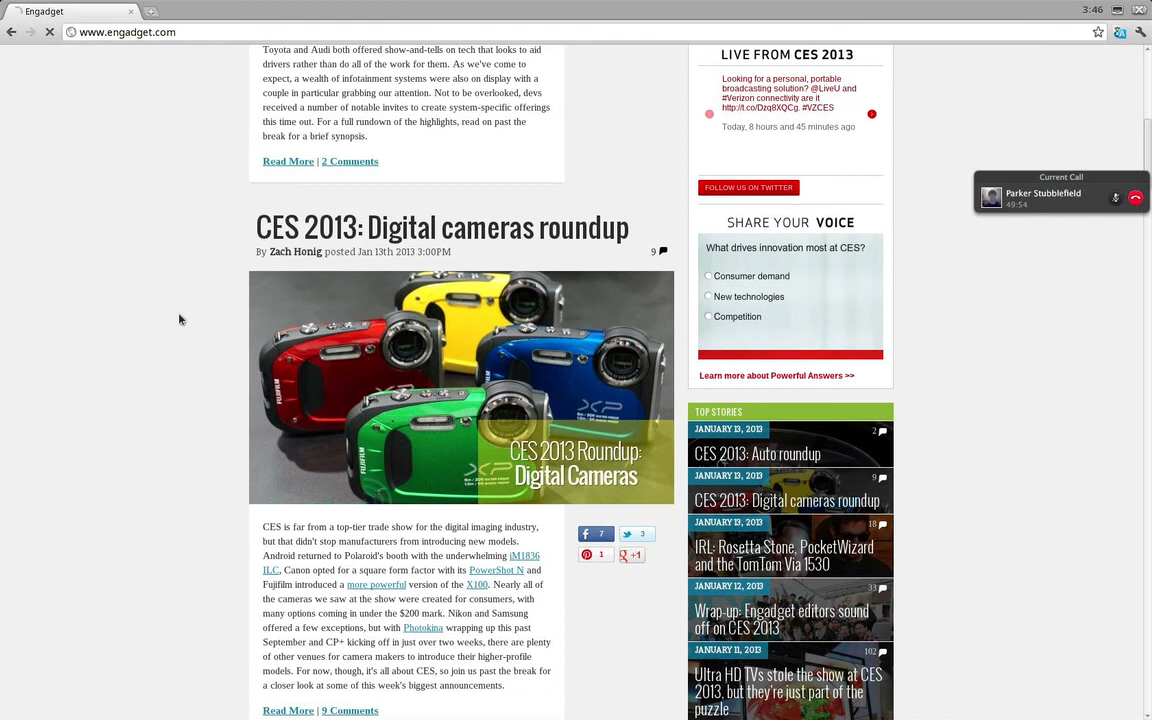 Engadget
3:46
www.engadget.com
Toyota and Audi both offered show-and-tells on tech that looks to aid
drivers rather than do all of the work for them. As we've come to
expect, a wealth of infotainment systems were also on display with a
couple in particular grabbing our attention. Not to be overlooked, devs
received a number of notable invites to create system-specific offerings
this time out. For a full rundown of the highlights, read on past the
break for a brief synopsis.
Read More | 2 Comments
CES 2013: Digital cameras roundup
By Zach Honig posted Jan 13th 2013 3:00PM
9
FUJIFILM
XP
FUJIFILM
XP
CES 2013 Roundup:
Digital Cameras
CES is far from a top-tier trade show for the digital imaging industry,
but that didn't stop manufacturers from introducing new models.
Android returned to Polaroid's booth with the underwhelming iM1836
ILC, Canon opted for a square form factor with its PowerShot N and
Fujifilm introduced a more powerful version of the X100. Nearly all of
the cameras we saw at the show were created for consumers, with
many options coming in under the $200 mark. Nikon and Samsung
offered a few exceptions, but with Photokina wrapping up this past
September and CP+ kicking off in just over two weeks, there are plenty
of other venues for camera makers to introduce their higher-profile
models. For now, though, it's all about CES, so join us past the break for
a closer look at some of this week's biggest announcements.
Read More | 9 Comments
f 7
3
1
g +1
LIVE FROM CES 2013
Looking for a personal, portable
broadcasting solution? @LiveU and
#Verizon connectivity are it
http://t.co/Dzq8XQCg. #VZCES
Today, 8 hours and 45 minutes ago
FOLLOW US ON TWITTER
SHARE YOUR VOICE
What drives innovation most at CES?
Consumer demand
New technologies
Competition
Learn more about Powerful Answers >>
TOP STORIES
JANUARY 13, 2013
2
CES 2013: Auto roundup
JANUARY 13, 2013
9
CES 2013: Digital cameras roundup
JANUARY 13, 2013
18
IRL: Rosetta Stone, PocketWizard
and the TomTom Via 1530
JANUARY 12, 2013
33
Wrap-up: Engadget editors sound
off on CES 2013
JANUARY 11, 2013
102
Ultra HD TVs stole the show at CES
2013, but they're just part of the
puzzle
Current Call
Parker Stubblefield
49:54